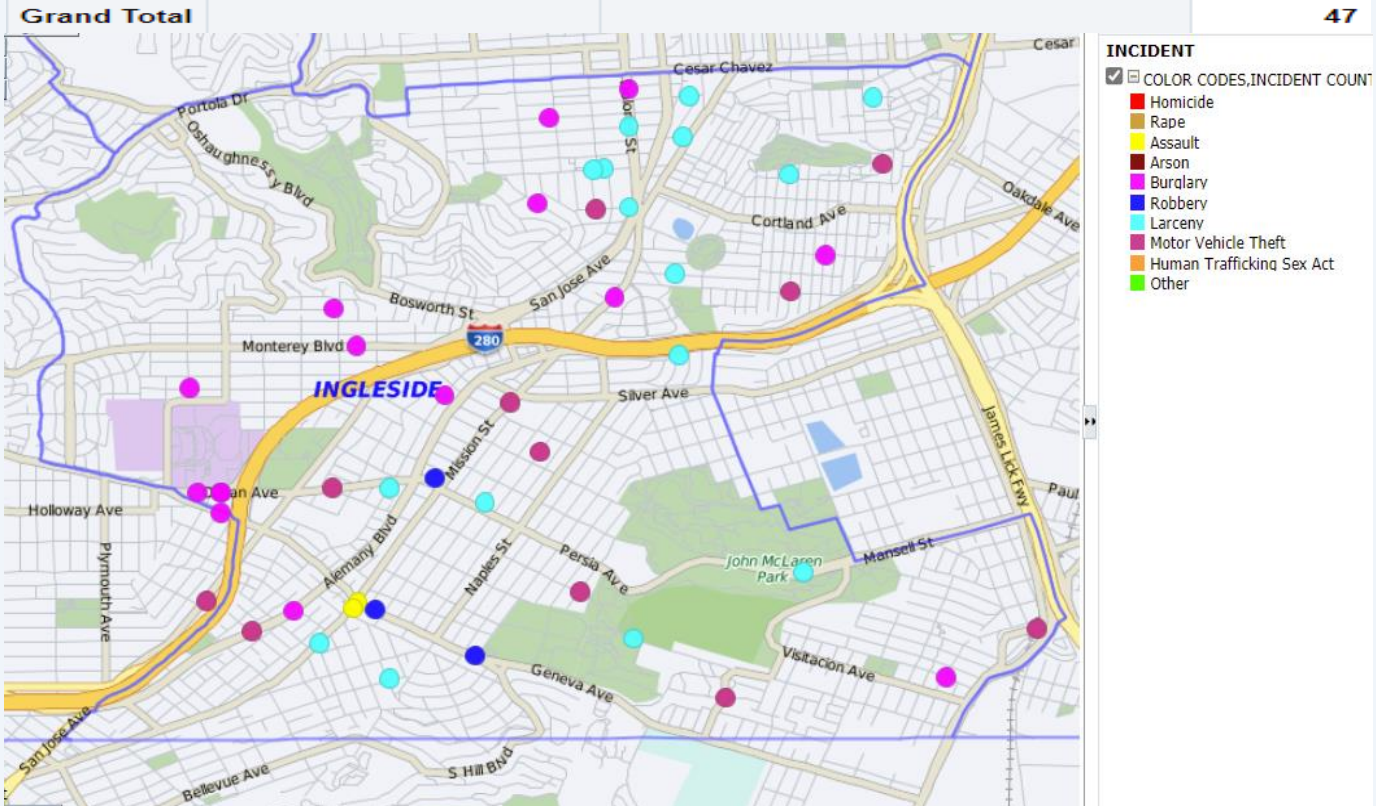 Grand Total 47
INCIDENT
COLOR CODES,INCIDENT COUNT
Homicide
Rape
Assault
Arson
Burglary
Robbery
Larceny
Motor Vehicle Theft
Human Trafficking Sex Act
Other
Cesar
Cesar Chavez
Portola Dr
Oshaughnessy Blvd
St
Oakdale Ave
Cortland Ave
San Jose Ave
Bosworth St
280
Monterey Blvd
INGLESIDE
Silver Ave
James Lick Fwy
Mission St
Ave
Holloway Ave
Paul
Plymouth Ave
Alemany Blvd
Naples St
Persia Ave
Mansell St
John McLaren
Park
Visitacion Ave
Geneva Ave
San Jose Ave
S Hill Blvd
Bellevue Ave